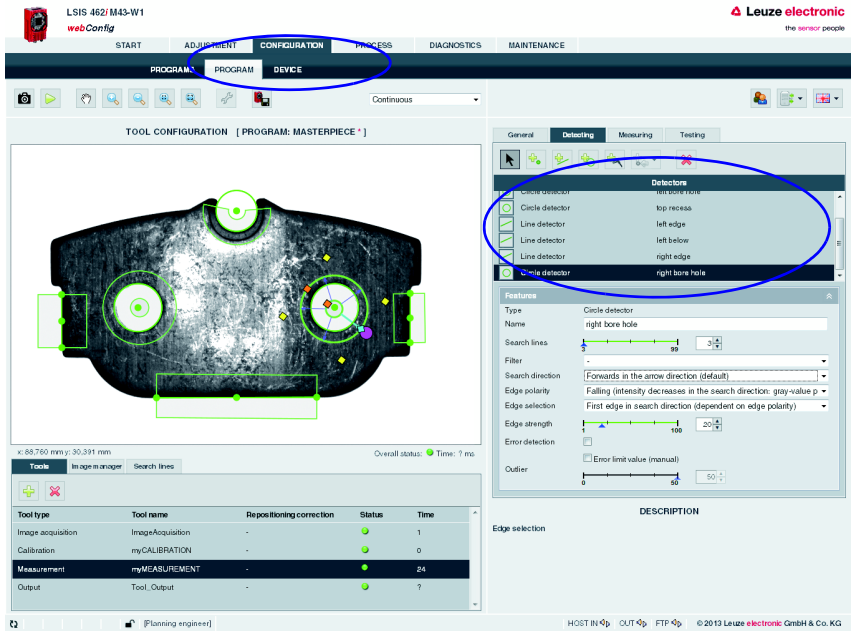 LSIS 462i M43-W1
webConfig
Leuze electronic
the sensor people
START ADJUSTMENT CONFIGURATION PROCESS DIAGNOSTICS MAINTENANCE
PROGRAMS PROGRAM DEVICE
Continuous
TOOL CONFIGURATION [ PROGRAM: MASTERPIECE * ]
General Detecting Measuring Testing
Detectors
Circle detector left bore hole
Circle detector top recess
Line detector left edge
Line detector left below
Line detector right edge
Circle detector right bore hole
Features
Type Circle detector
Name right bore hole
Search lines 3 99 3
Filter -
Search direction Forwards in the arrow direction (default)
Edge polarity Falling (intensity decreases in the search direction: gray-value p
Edge selection First edge in search direction (dependent on edge polarity)
Edge strength 1 100 20
Error detection
Error limit value (manual)
Outlier 0 50 50
DESCRIPTION
Edge selection
x: 88,760 mm y: 30,391 mm Overall status: Time: ? ms
Tools Image manager Search lines
Tool type Tool name Repositioning correction Status Time
Image acquisition ImageAcquisition - 1
Calibration myCALIBRATION - 0
Measurement myMEASUREMENT - 24
Output Tool_Output - ?
[Planning engineer] HOST IN OUT FTP © 2013 Leuze electronic GmbH & Co. KG